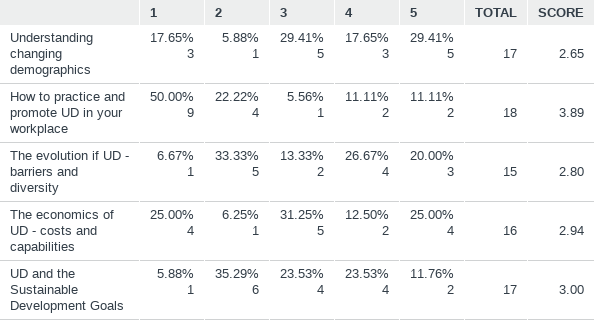 1 2 3 4 5 TOTAL SCORE
Understanding 17.65% 5.88% 29.41% 17.65% 29.41%
changing 3 1 5 3 5 17 2.65
demographics
How to practice and 50.00% 22.22% 5.56% 11.11% 11.11%
promote UD in your 9 4 1 2 2 18 3.89
workplace
The evolution if UD - 6.67% 33.33% 13.33% 26.67% 20.00%
barriers and 1 5 2 4 3 15 2.80
diversity
The economics of 25.00% 6.25% 31.25% 12.50% 25.00%
UD - costs and 4 1 5 2 4 16 2.94
capabilities
UD and the 5.88% 35.29% 23.53% 23.53% 11.76%
Sustainable 1 6 4 4 2 17 3.00
Development Goals